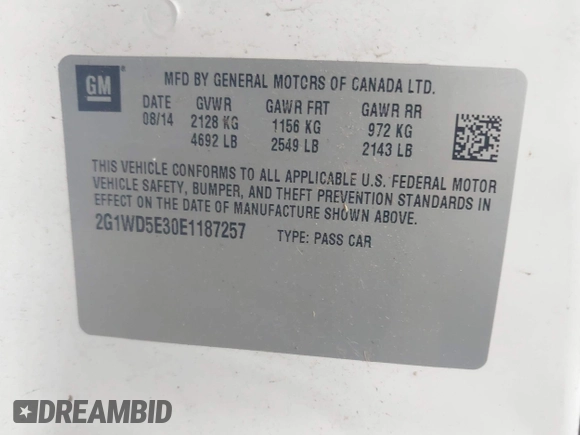 GM
MFD BY GENERAL MOTORS OF CANADA LTD.
DATE GVWR GAWR FRT GAWR RR
08/14 2128 KG 1156 KG 972 KG
4692 LB 2549 LB 2143 LB
THIS VEHICLE CONFORMS TO ALL APPLICABLE U.S. FEDERAL MOTOR
VEHICLE SAFETY, BUMPER, AND THEFT PREVENTION STANDARDS IN
EFFECT ON THE DATE OF MANUFACTURE SHOWN ABOVE.
2G1WD5E30E1187257 TYPE: PASS CAR
DREAMBID